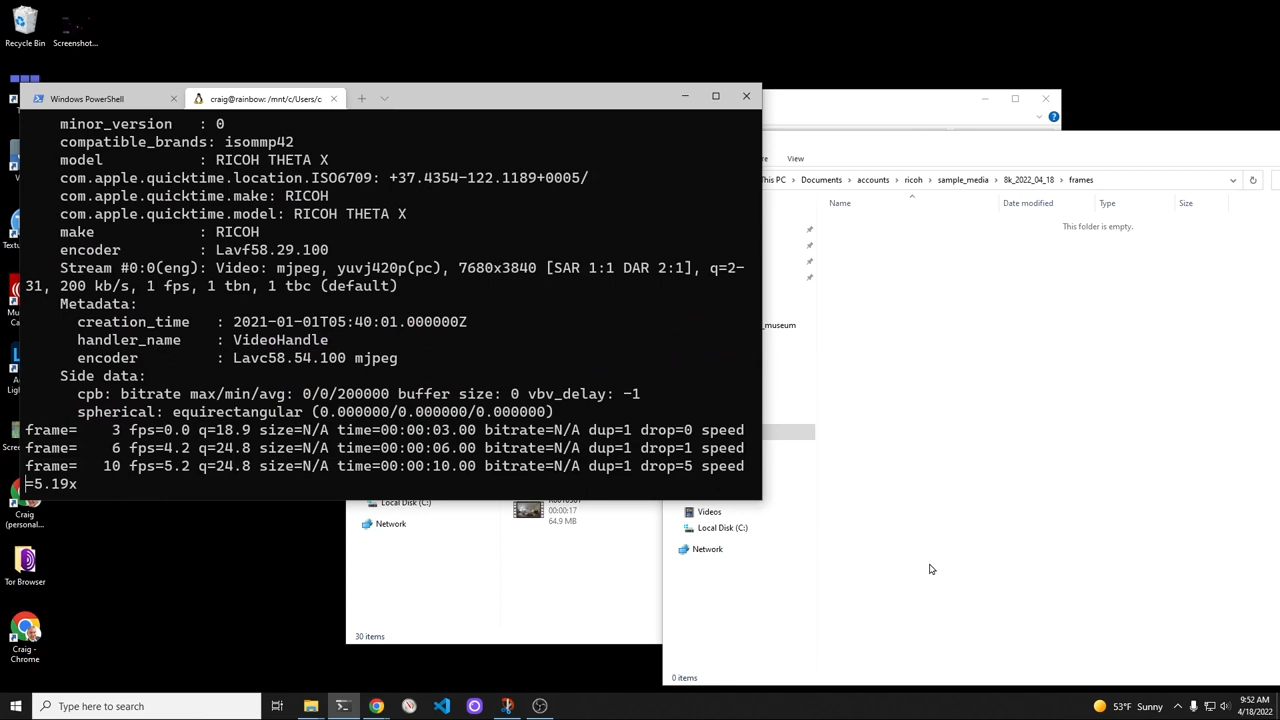 Recycle Bin
Screenshot...
Windows PowerShell
craig@rainbow: /mnt/c/Users/c
minor_version   : 0
compatible_brands: isommp42
model           : RICOH THETA X
com.apple.quicktime.location.ISO6709: +37.4354-122.1189+0005/
com.apple.quicktime.make: RICOH
com.apple.quicktime.model: RICOH THETA X
make            : RICOH
encoder         : Lavf58.29.100
Stream #0:0(eng): Video: mjpeg, yuvj420p(pc), 7680x3840 [SAR 1:1 DAR 2:1], q=2-
31, 200 kb/s, 1 fps, 1 tbn, 1 tbc (default)
Metadata:
creation_time   : 2021-01-01T05:40:01.000000Z
handler_name    : VideoHandle
encoder         : Lavc58.54.100 mjpeg
Side data:
cpb: bitrate max/min/avg: 0/0/200000 buffer size: 0 vbv_delay: -1
spherical: equirectangular (0.000000/0.000000/0.000000)
frame=    3 fps=0.0 q=18.9 size=N/A time=00:00:03.00 bitrate=N/A dup=1 drop=0 speed
frame=    6 fps=4.2 q=24.8 size=N/A time=00:00:06.00 bitrate=N/A dup=1 drop=1 speed
frame=   10 fps=5.2 q=24.8 size=N/A time=00:00:10.00 bitrate=N/A dup=1 drop=5 speed
=5.19x
View
This PC > Documents > accounts > ricoh > sample_media > 8k_2022_04_18 > frames
Name Date modified Type Size
This folder is empty.
_museum
Local Disk (C:)
Network
00:00:17
64.9 MB
30 items
Videos
Local Disk (C:)
Network
0 items
Craig
(personal...
Tor Browser
Craig -
Chrome
Type here to search
53°F Sunny
9:52 AM
4/18/2022